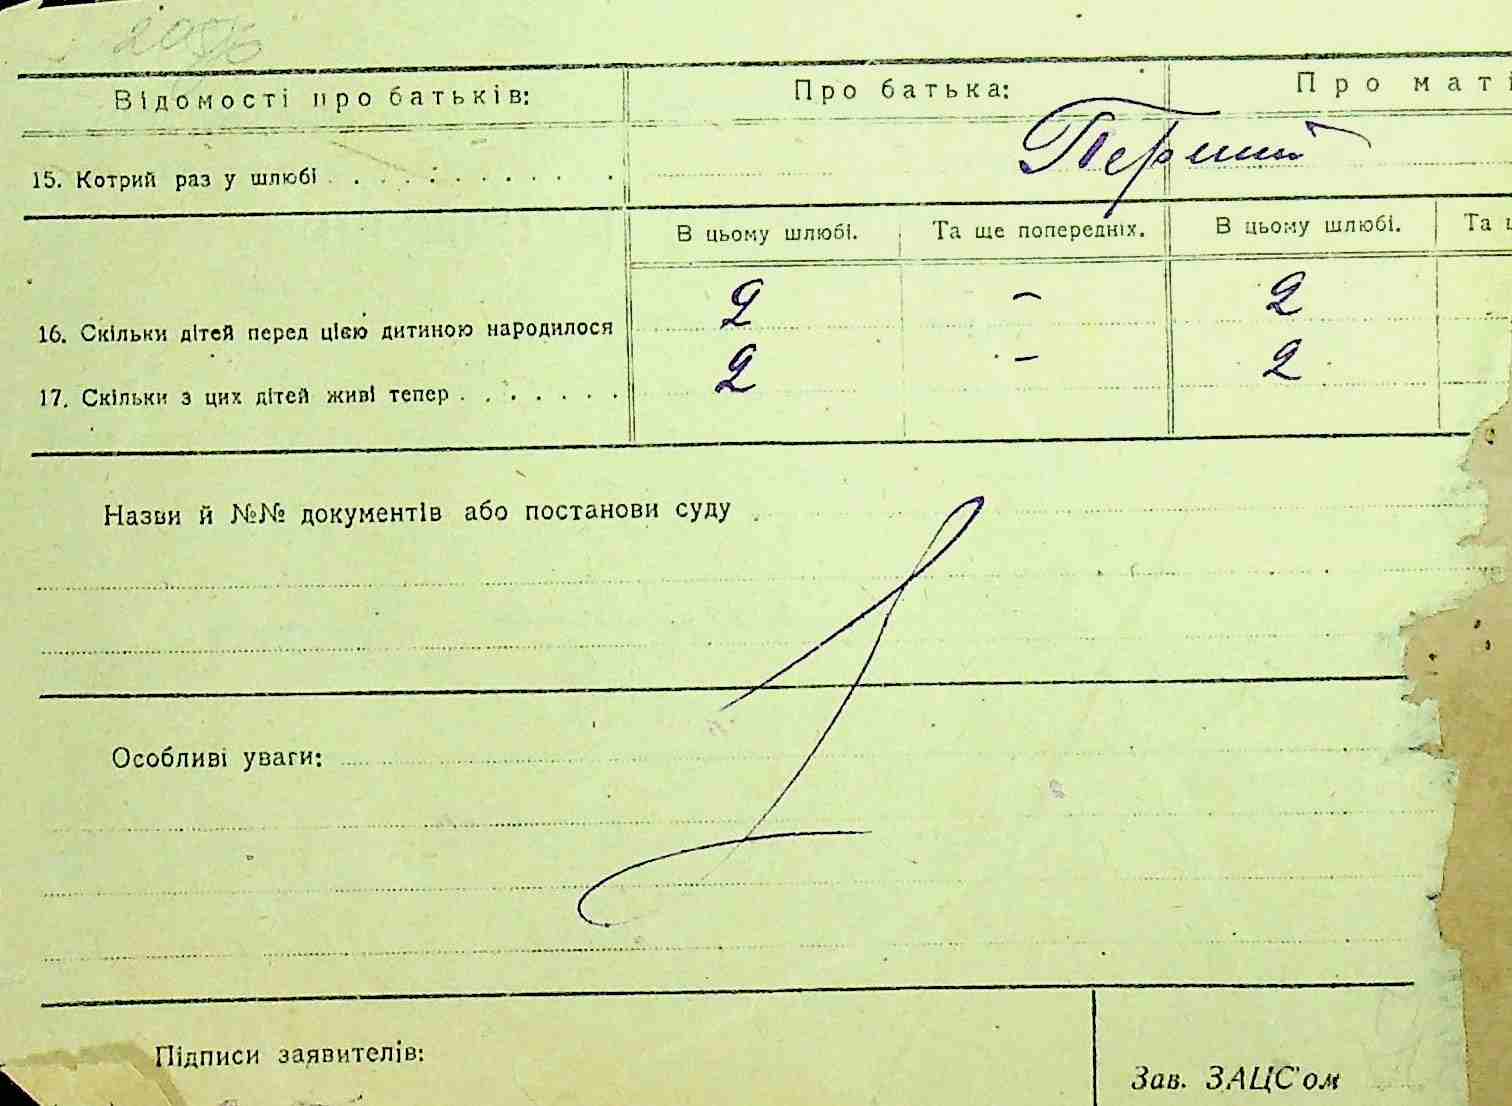 Відомості про батьків: Про батька: Про маті
15. Котрий раз у шлюбі . . . . . . . . . . . Перший
В цьому шлюбі. Та ще попередніх. В цьому шлюбі. Та
16. Скільки дітей перед цією дитиною народилося 2 – 2
17. Скільки з цих дітей живі тепер . . . . . . . 2 – 2
Назви й №№ документів або постанови суду
Особливі уваги:
Підписи заявителів:
Зав. ЗАЦС'ом